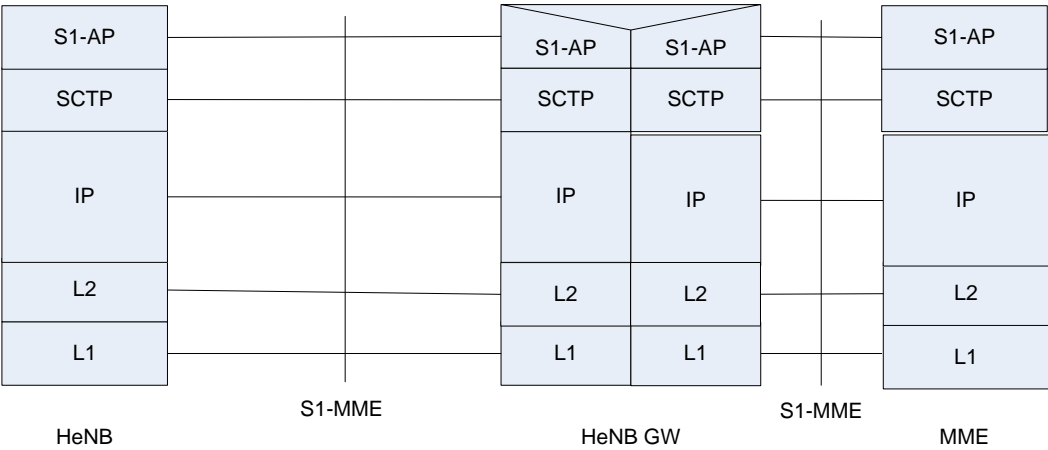 S1-AP
S1-AP S1-AP
S1-AP
SCTP
SCTP SCTP
SCTP
IP
IP IP
IP
L2
L2 L2
L2
L1
L1 L1
L1
S1-MME
S1-MME
HeNB
HeNB GW
MME